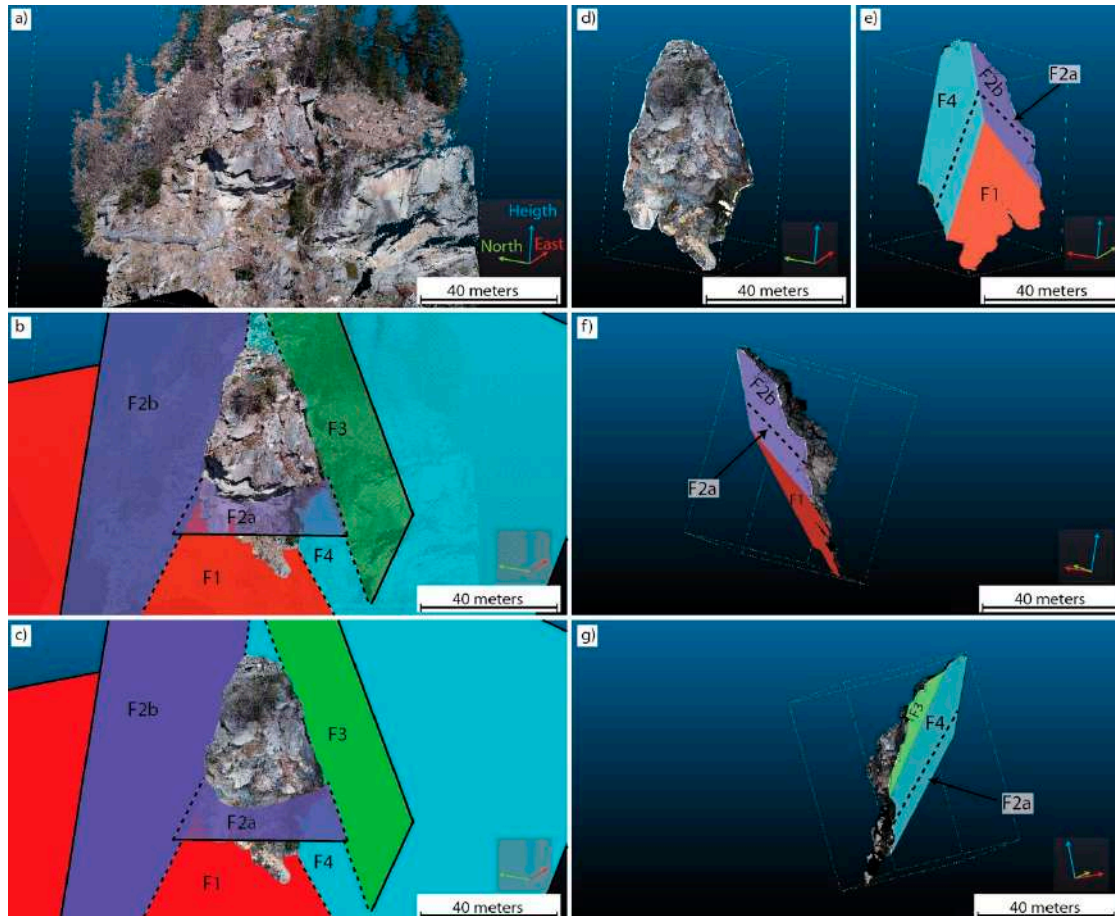 a)
Heigth
North
East
40 meters
d)
40 meters
e)
F2b
F2a
F4
F1
40 meters
b)
F2b
F3
F2a
F4
F1
40 meters
f)
F2b
F2a
F1
40 meters
c)
F2b
F3
F2a
F4
F1
40 meters
g)
F3
F4
F2a
40 meters